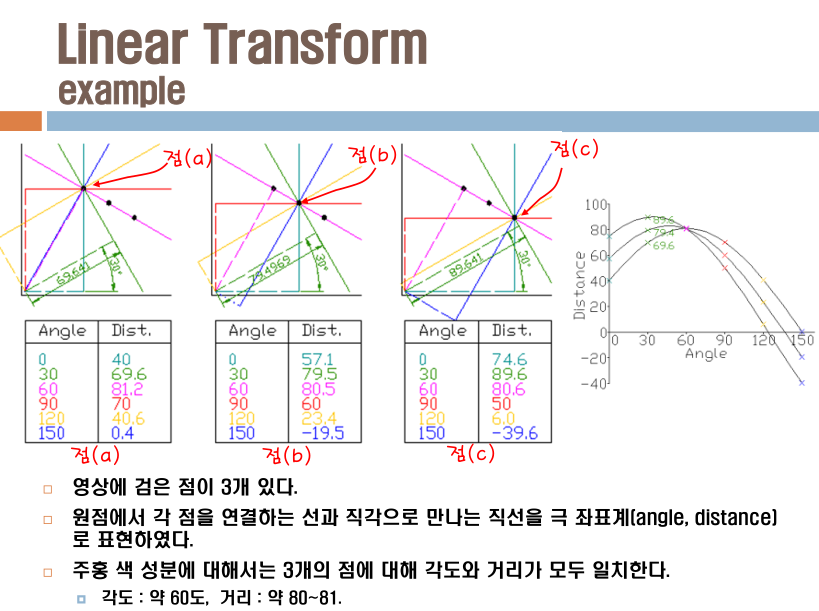 Linear Transform
example
점(a)
점(b)
점(c)
69.641
30°
79.4969
30°
89.641
30°
Angle Dist.
0 40
30 69.6
60 81.2
90 70
120 40.6
150 0.4
점(a)
Angle Dist.
0 57.1
30 79.5
60 80.5
90 60
120 23.4
150 -19.5
점(b)
Angle Dist.
0 74.6
30 89.6
60 80.6
90 50
120 6.0
150 -39.6
점(c)
100
80
60
40
20
0
-20
-40
Distance
89.6
79.4
69.6
0 30 60 90 120 150
Angle
영상에 검은 점이 3개 있다.
원점에서 각 점을 연결하는 선과 직각으로 만나는 직선을 극 좌표계(angle, distance)
로 표현하였다.
주홍 색 성분에 대해서는 3개의 점에 대해 각도와 거리가 모두 일치한다.
각도 : 약 60도, 거리 : 약 80~81.